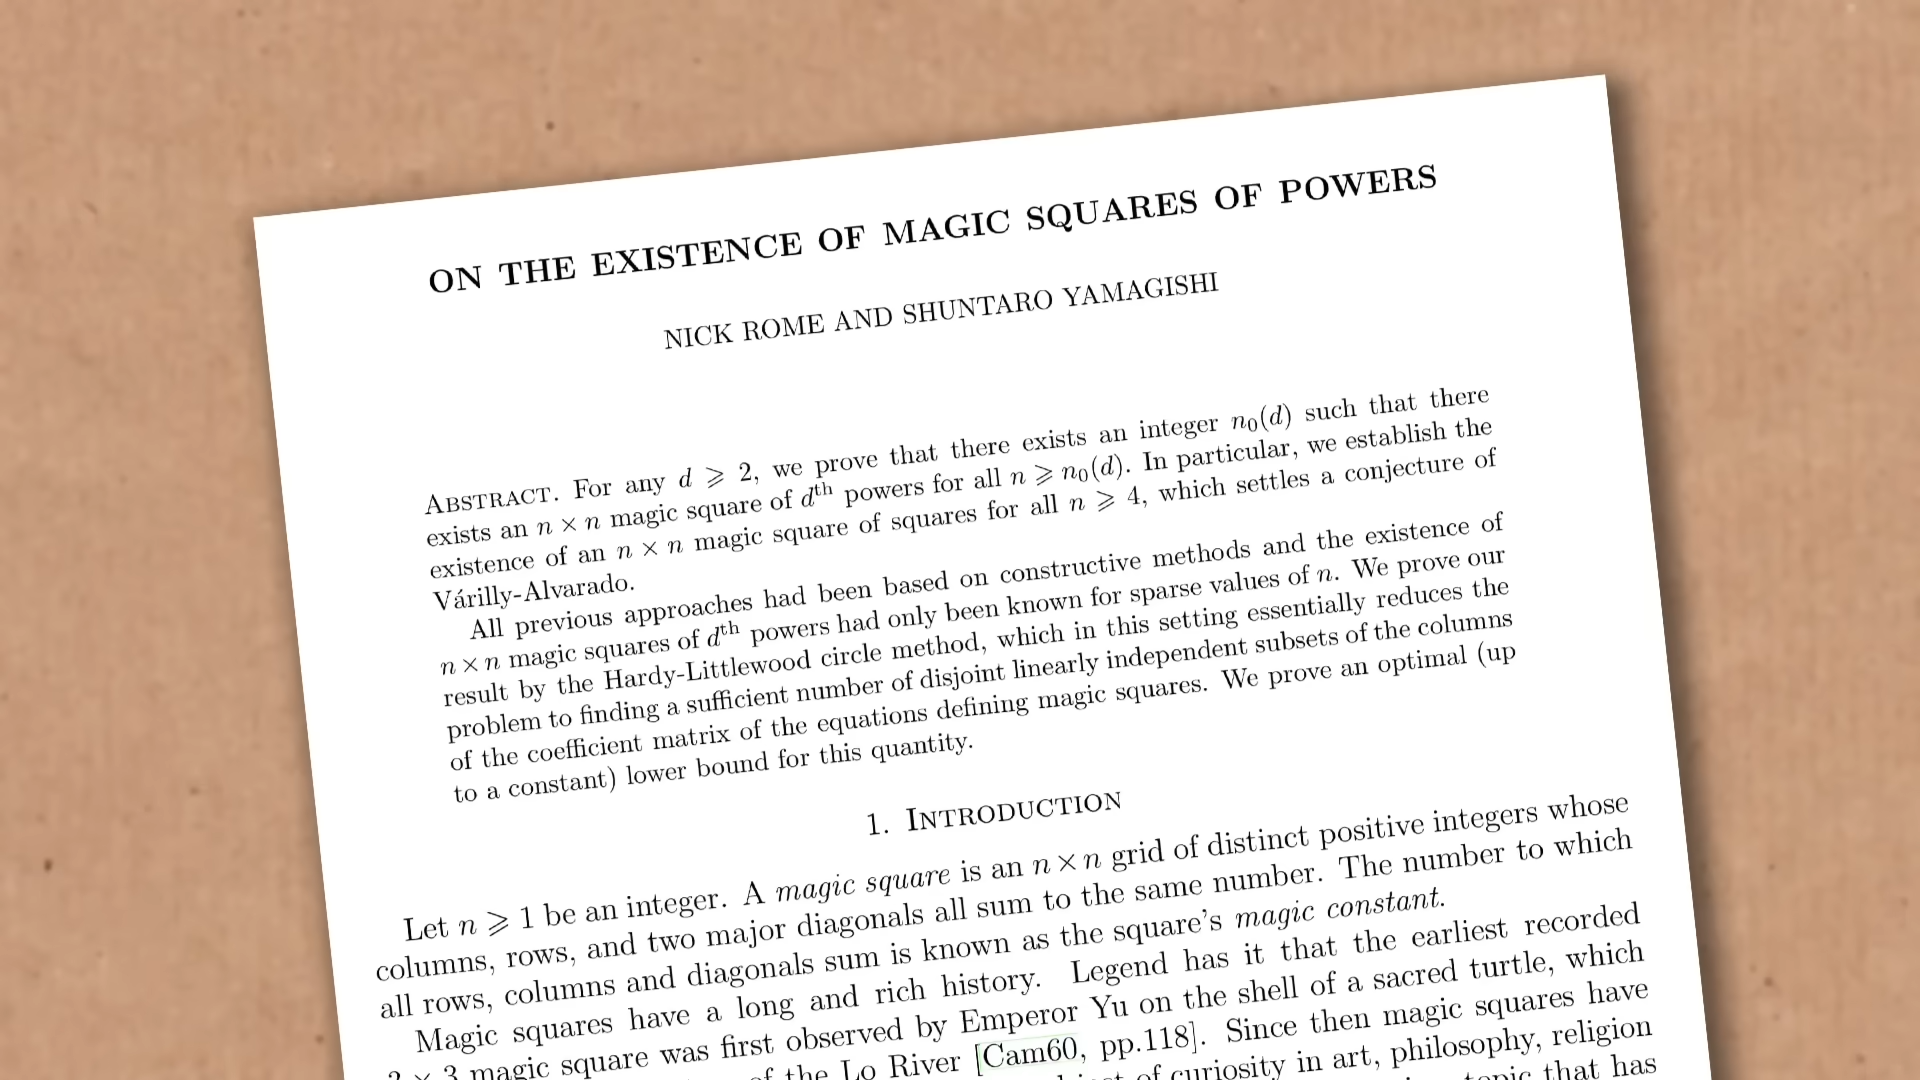 ON THE EXISTENCE OF MAGIC SQUARES OF POWERS
NICK ROME AND SHUNTARO YAMAGISHI
ABSTRACT. For any d ⩾ 2, we prove that there exists an integer n₀(d) such that there
exists an n × n magic square of dᵗʰ powers for all n ⩾ n₀(d). In particular, we establish the
existence of an n × n magic square of squares for all n ⩾ 4, which settles a conjecture of
Várilly-Alvarado.
All previous approaches had been based on constructive methods and the existence of
n × n magic squares of dᵗʰ powers had only been known for sparse values of n. We prove our
result by the Hardy-Littlewood circle method, which in this setting essentially reduces the
problem to finding a sufficient number of disjoint linearly independent subsets of the columns
of the coefficient matrix of the equations defining magic squares. We prove an optimal (up
to a constant) lower bound for this quantity.
1. INTRODUCTION
Let n ⩾ 1 be an integer. A magic square is an n × n grid of distinct positive integers whose
columns, rows, and two major diagonals all sum to the same number. The number to which
all rows, columns and diagonals sum is known as the square's magic constant.
Magic squares have a long and rich history. Legend has it that the earliest recorded
3 × 3 magic square was first observed by Emperor Yu on the shell of a sacred turtle, which
of the Lo River [Cam60, pp.118]. Since then magic squares have
of curiosity in art, philosophy, religion
topic that has